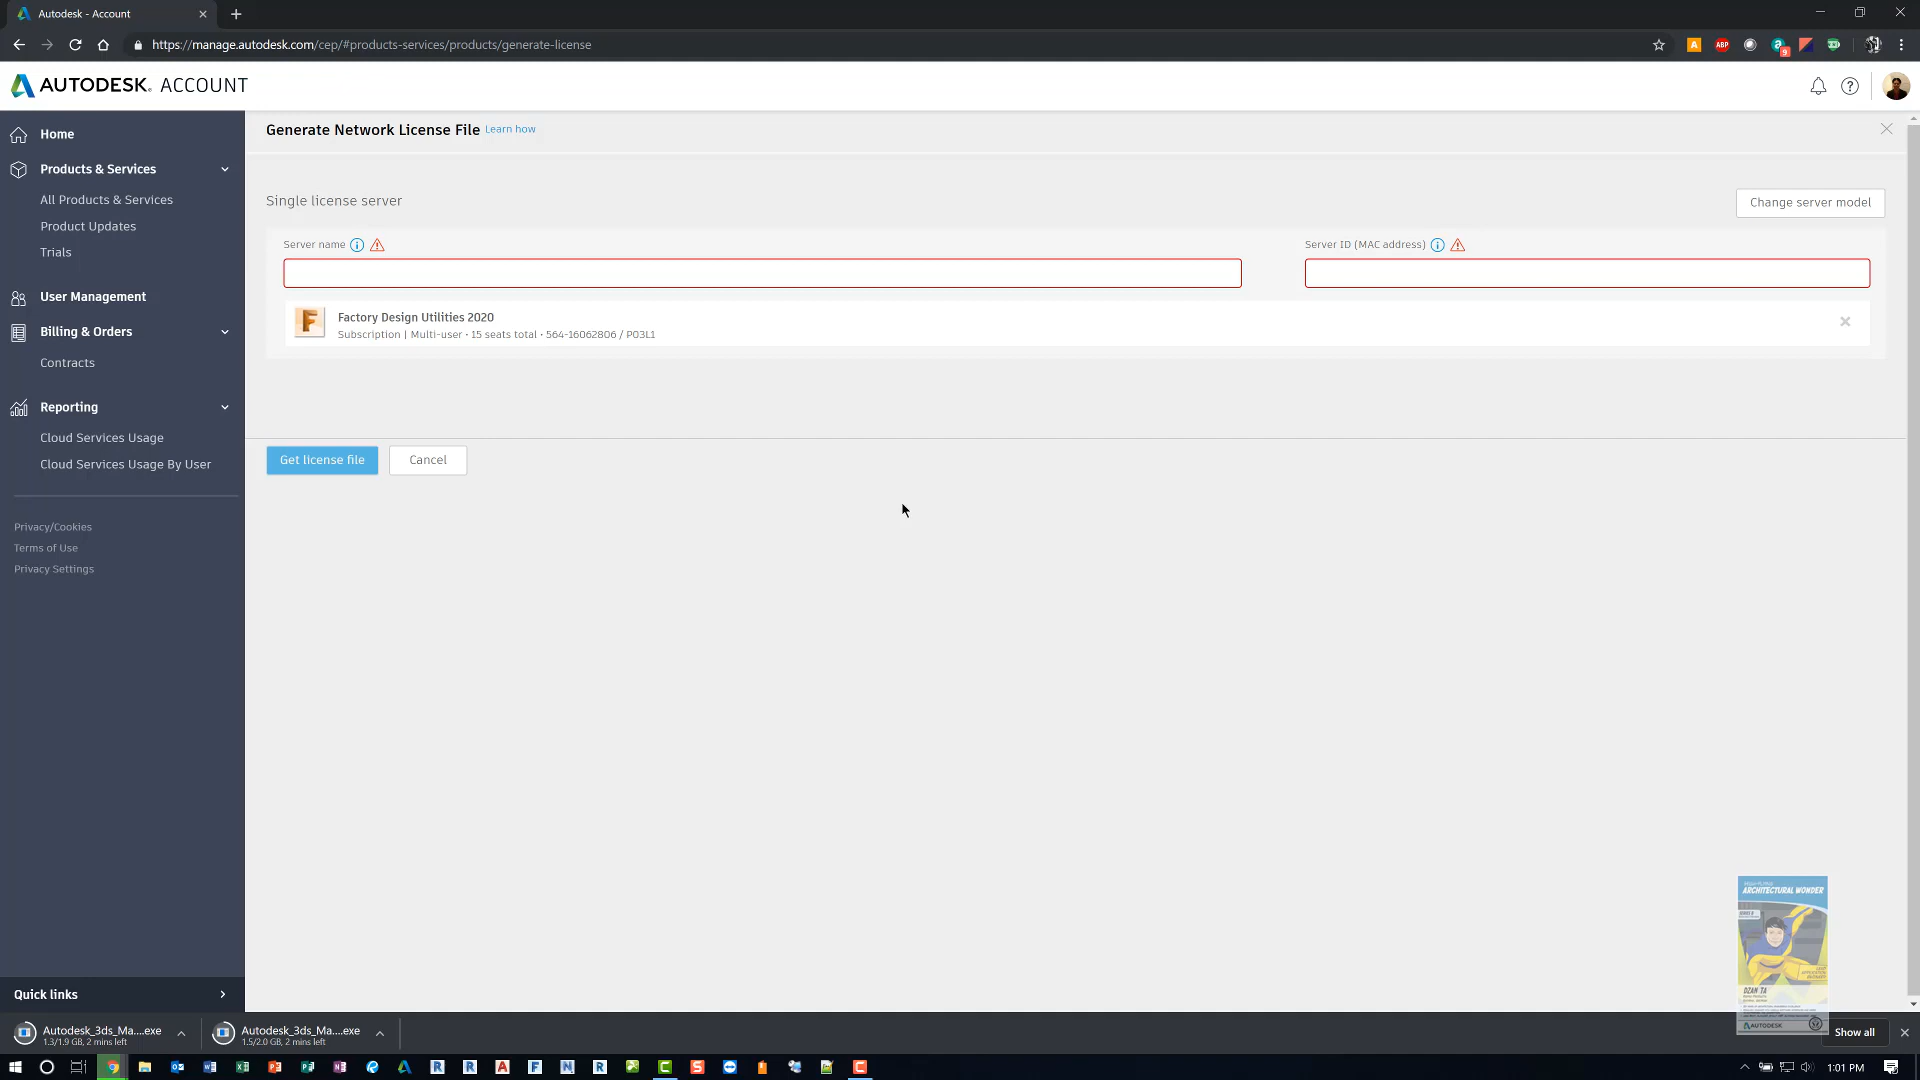 Autodesk - Account
https://manage.autodesk.com/cep/#products-services/products/generate-license
A
ABP
9
AUTODESK. ACCOUNT
Home
Products & Services
All Products & Services
Product Updates
Trials
User Management
Billing & Orders
Contracts
Reporting
Cloud Services Usage
Cloud Services Usage By User
Privacy/Cookies
Terms of Use
Privacy Settings
Quick links
Generate Network License File Learn how
Single license server
Change server model
Server name
Server ID (MAC address)
F
Factory Design Utilities 2020
Subscription | Multi-user • 15 seats total • 564-16062806 / P03L1
Get license file
Cancel
ARCHITECTURAL WONDER
DZAN TA
AUTODESK
Autodesk_3ds_Ma....exe
1.3/1.9 GB, 2 mins left
Autodesk_3ds_Ma....exe
1.5/2.0 GB, 2 mins left
Show all
1:01 PM